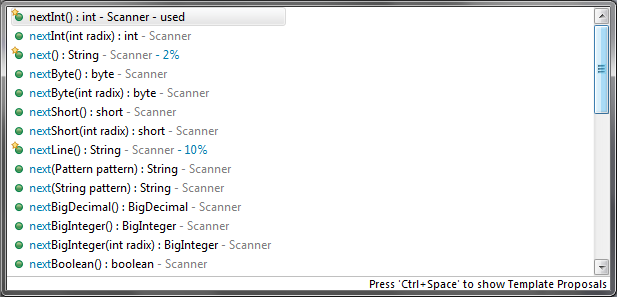 nextInt() : int - Scanner - used
nextInt(int radix) : int - Scanner
next() : String - Scanner - 2%
nextByte() : byte - Scanner
nextByte(int radix) : byte - Scanner
nextShort() : short - Scanner
nextShort(int radix) : short - Scanner
nextLine() : String - Scanner - 10%
next(Pattern pattern) : String - Scanner
next(String pattern) : String - Scanner
nextBigDecimal() : BigDecimal - Scanner
nextBigInteger() : BigInteger - Scanner
nextBigInteger(int radix) : BigInteger - Scanner
nextBoolean() : boolean - Scanner
Press 'Ctrl+Space' to show Template Proposals